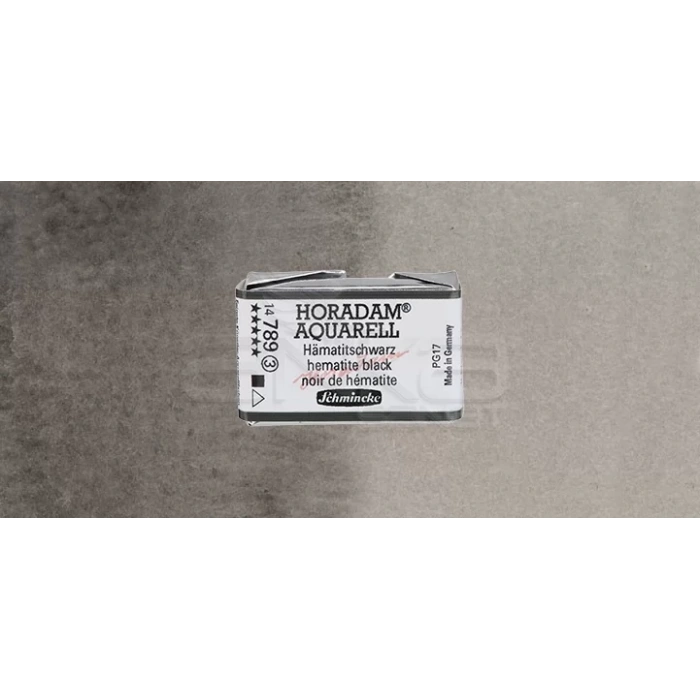 HORADAM®
AQUARELL
Hämatitschwarz
hematite black
noir de hématite
Schmincke
14 789 3
★★★★★
PG17
Made in Germany